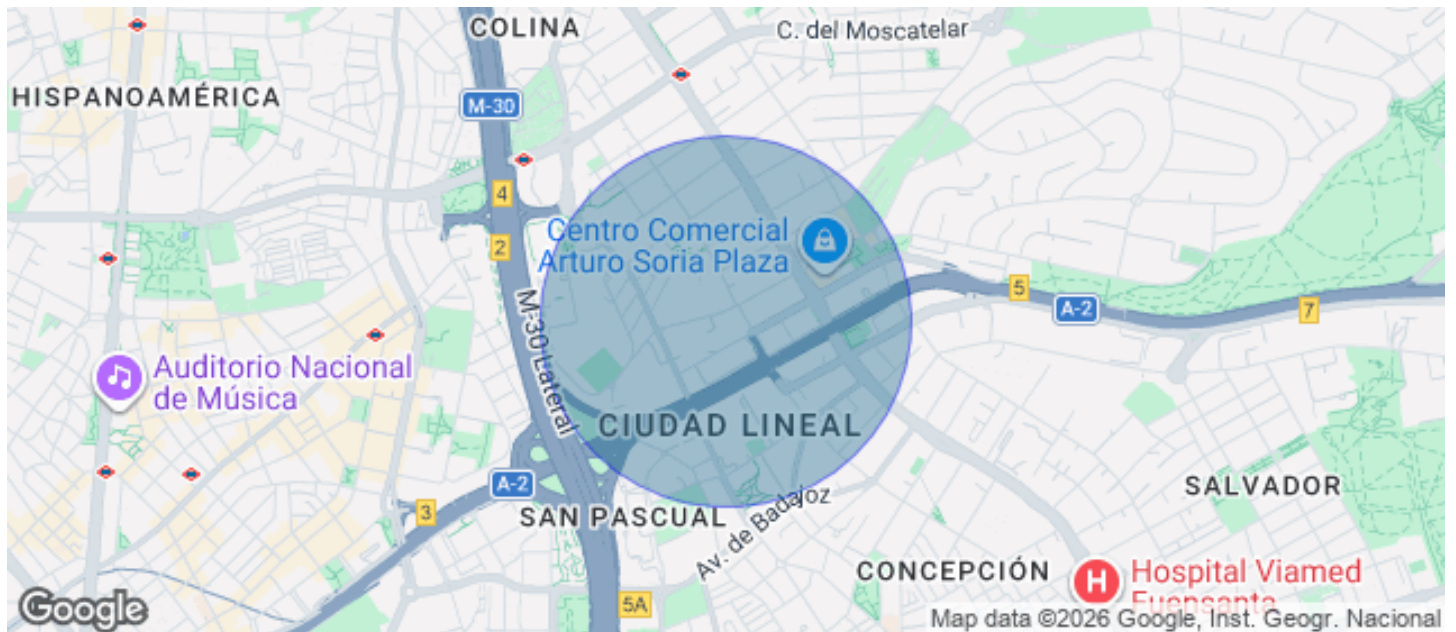 COLINA
C. del Moscatelar
HISPANOAMÉRICA
M-30
4
2
Centro Comercial
Arturo Soria Plaza
5
A-2
7
M-30 Lateral
Auditorio Nacional
de Música
CIUDAD LINEAL
A-2
3
SAN PASCUAL
Av. de Badajoz
SALVADOR
CONCEPCIÓN
H
Hospital Viamed
Fuensanta
5A
Google
Map data ©2026 Google, Inst. Geogr. Nacional